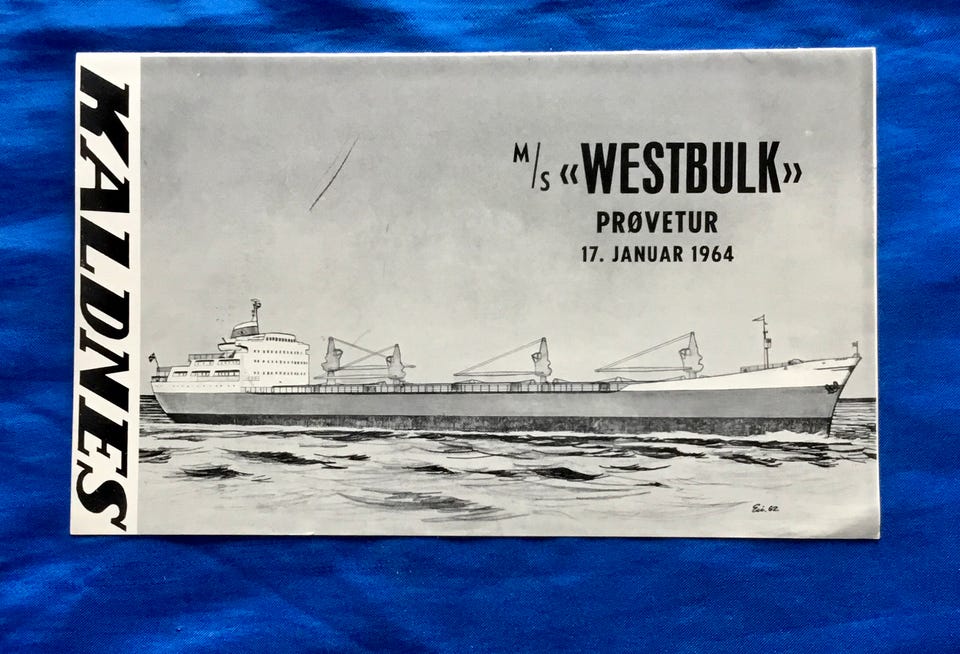 KALDNES
M/S «WESTBULK»
PRØVETUR
17. JANUAR 1964